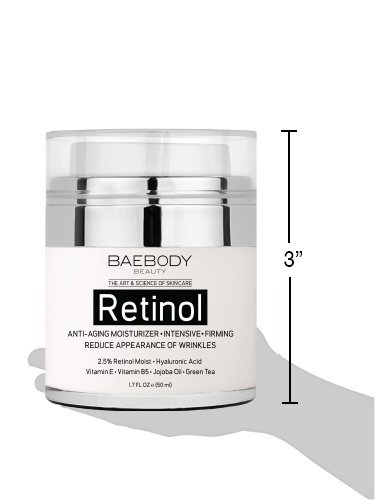 BAEBODY
BEAUTY
THE ART & SCIENCE OF SKINCARE
Retinol
ANTI-AGING MOISTURIZER • INTENSIVE • FIRMING
REDUCE APPEARANCE OF WRINKLES
2.5% Retinol Moist • Hyaluronic Acid
Vitamin E • Vitamin B5 • Jojoba Oil • Green Tea
1.7 FL OZ e (50 ml)
3”